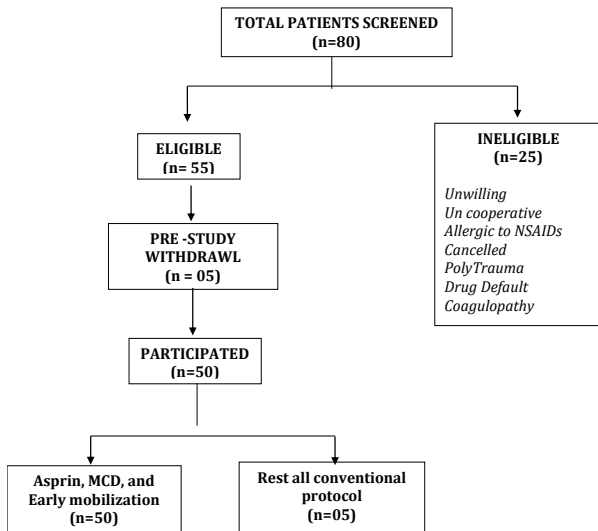 TOTAL PATIENTS SCREENED
(n=80)
ELIGIBLE
(n= 55)
INELIGIBLE
(n=25)
Unwilling
Un cooperative
Allergic to NSAIDs
Cancelled
PolyTrauma
Drug Default
Coagulopathy
PRE -STUDY
WITHDRAWL
(n = 05)
PARTICIPATED
(n=50)
Asprin, MCD, and
Early mobilization
(n=50)
Rest all conventional
protocol
(n=05)